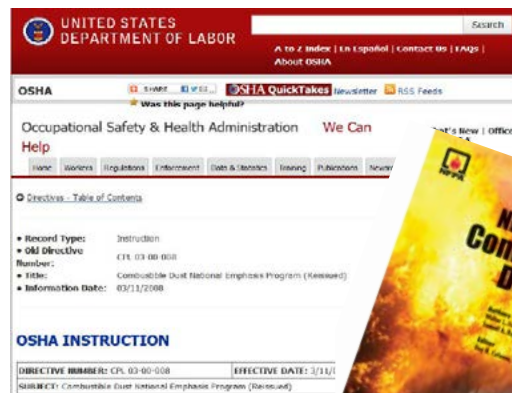 UNITED STATES
DEPARTMENT OF LABOR
Search
A to Z Index | En Español | Contact Us | FAQs |
About OSHA
OSHA
SHARE
OSHA QuickTakes Newsletter RSS Feeds
Was this page helpful?
Occupational Safety & Health Administration We Can
Help
What's New | Office
Home Workers Regulations Enforcement Data & Statistics Training Publications
Directives - Table of Contents
• Record Type: Instruction
• Old Directive
Number: CPL 03-00-008
• Title: Combustible Dust National Emphasis Program (Reissued)
• Information Date: 03/11/2008
OSHA INSTRUCTION
DIRECTIVE NUMBER: CPL 03-00-008 EFFECTIVE DATE: 3/11/
SUBJECT: Combustible Dust National Emphasis Program (Reissued)
NFPA
Com
D